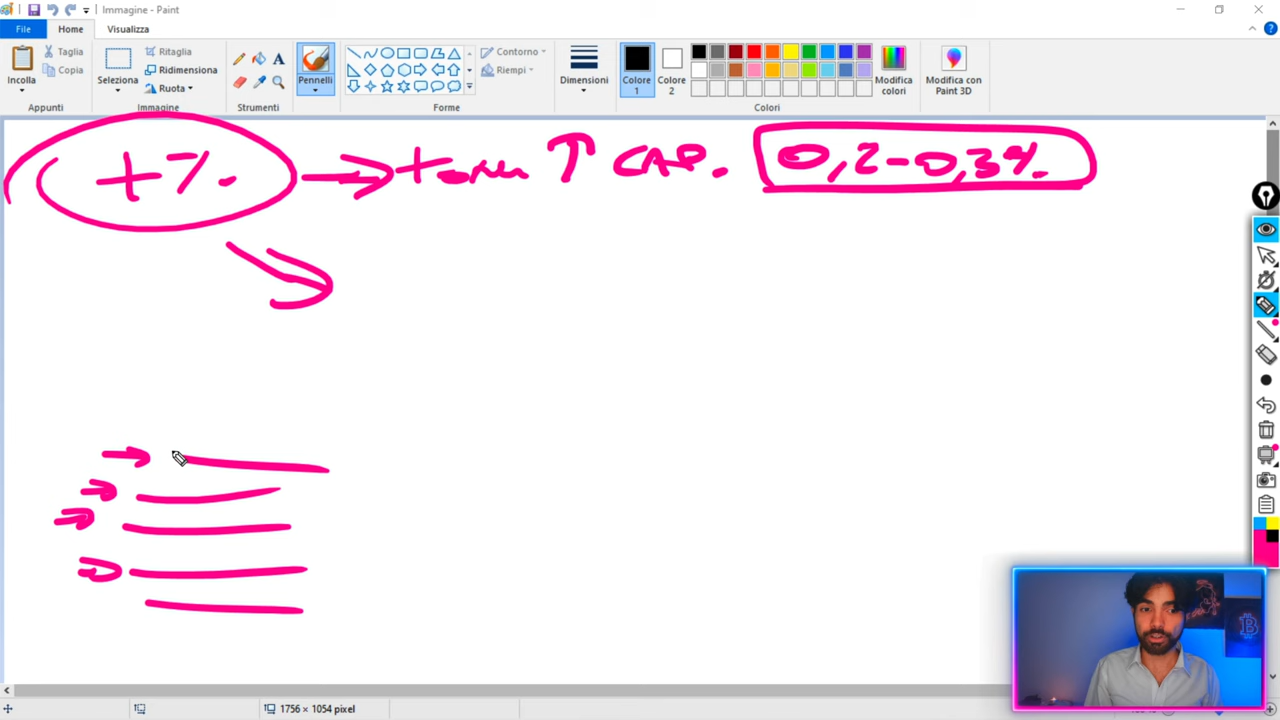 Immagine - Paint
File Home Visualizza
Incolla
Taglia
Copia
Appunti
Seleziona
Ritaglia
Ridimensiona
Ruota
Immagine
Strumenti
Pennelli
Contorno
Riempi
Forme
Dimensioni
Colore 1
Colore 2
Modifica colori
Colori
Modifica con Paint 3D
+% token ↑ CAP. 0,2-0,3%
1756 × 1054 pixel